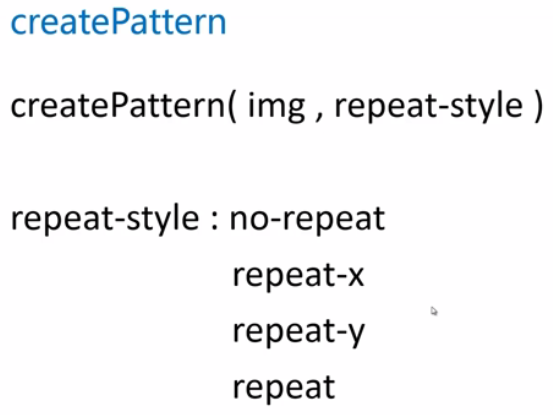 createPattern
createPattern( img , repeat-style )
repeat-style : no-repeat
repeat-x
repeat-y
repeat